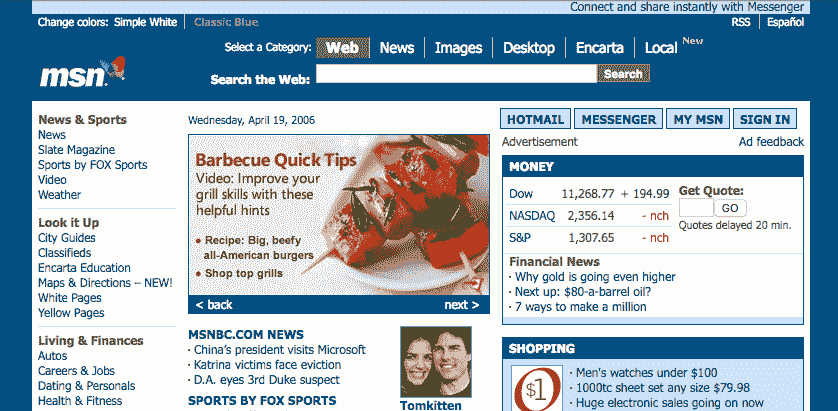 Connect and share instantly with Messenger
Change colors: Simple White | Classic Blue
RSS | Español
Select a Category: Web News Images Desktop Encarta Local New
msn
Search the Web: Search
News & Sports
News
Slate Magazine
Sports by FOX Sports
Video
Weather
Look it Up
City Guides
Classifieds
Encarta Education
Maps & Directions – NEW!
White Pages
Yellow Pages
Living & Finances
Autos
Careers & Jobs
Dating & Personals
Health & Fitness
Wednesday, April 19, 2006
Barbecue Quick Tips
Video: Improve your
grill skills with these
helpful hints
• Recipe: Big, beefy
all-American burgers
• Shop top grills
< back next >
MSNBC.COM NEWS
· China's president visits Microsoft
· Katrina victims face eviction
· D.A. eyes 3rd Duke suspect
SPORTS BY FOX SPORTS
Tomkitten
HOTMAIL MESSENGER MY MSN SIGN IN
Advertisement Ad feedback
MONEY
Dow 11,268.77 + 194.99
NASDAQ 2,356.14 - nch
S&P 1,307.65 - nch
Get Quote:
GO
Quotes delayed 20 min.
Financial News
· Why gold is going even higher
· Next up: $80-a-barrel oil?
· 7 ways to make a million
SHOPPING
$1
· Men's watches under $100
· 1000tc sheet set any size $79.98
· Huge electronic sales going on now